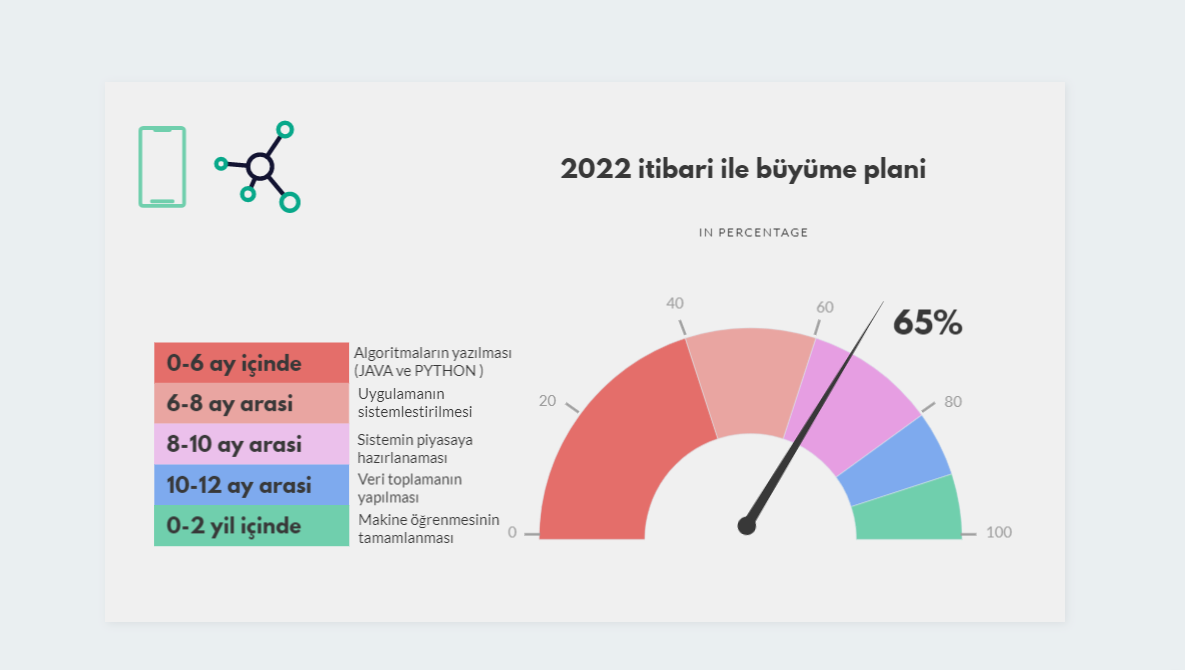 2022 itibari ile büyüme plani
IN PERCENTAGE
0-6 ay içinde
Algoritmaların yazılması
(JAVA ve PYTHON )
6-8 ay arasi
Uygulamanın
sistemlestirilmesi
8-10 ay arasi
Sistemin piyasaya
hazırlanaması
10-12 ay arasi
Veri toplamanın
yapılması
0-2 yil içinde
Makine öğrenmesinin
tamamlanması
0
20
40
60
65%
80
100